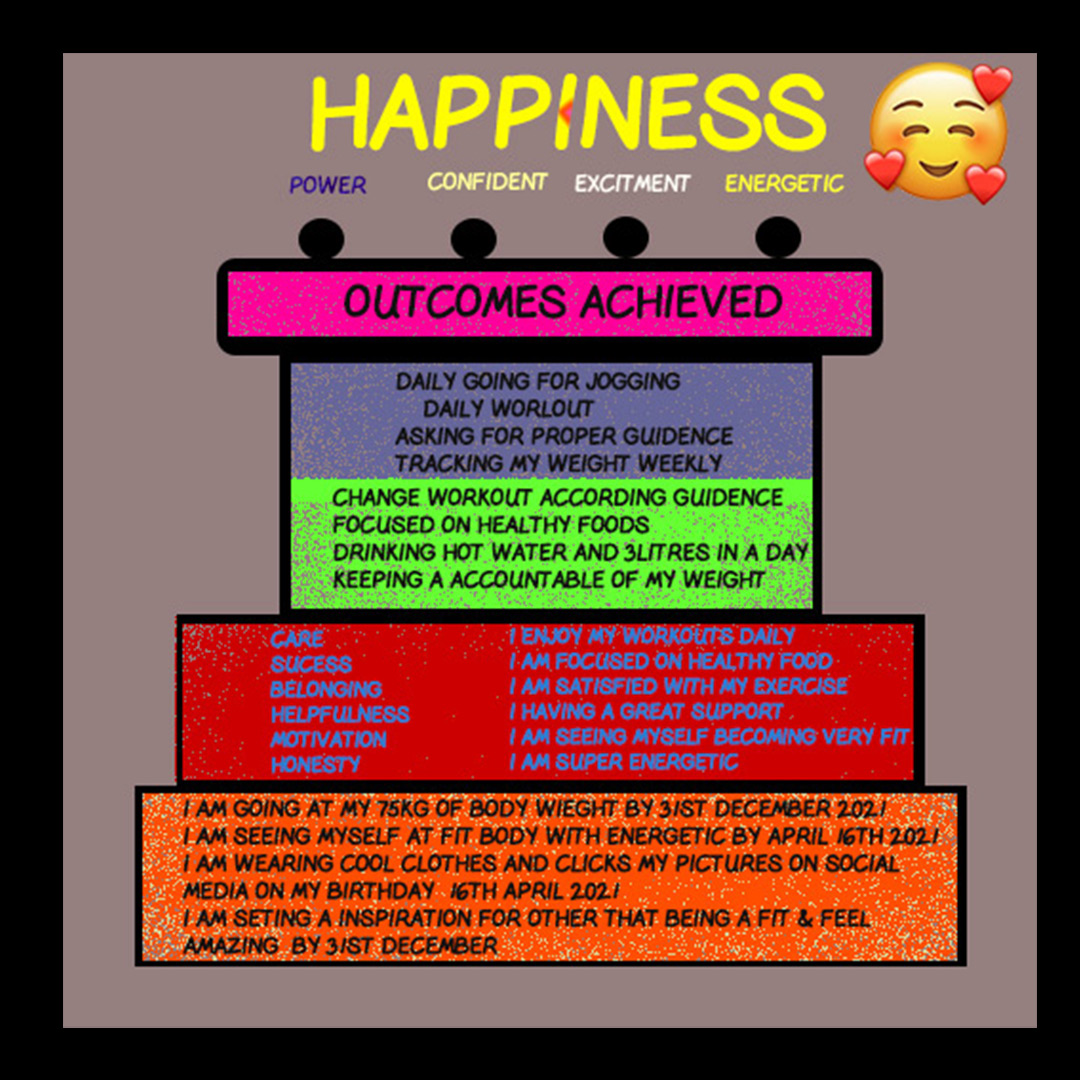 HAPPINESS
POWER CONFIDENT EXCITMENT ENERGETIC
OUTCOMES ACHIEVED
DAILY GOING FOR JOGGING
DAILY WORLOUT
ASKING FOR PROPER GUIDENCE
TRACKING MY WEIGHT WEEKLY
CHANGE WORKOUT ACCORDING GUIDENCE
FOCUSED ON HEALTHY FOODS
DRINKING HOT WATER AND 3LITRES IN A DAY
KEEPING A ACCOUNTABLE OF MY WEIGHT
CARE
SUCESS
BELONGING
HELPFULNESS
MOTIVATION
HONESTY
I ENJOY MY WORKOUTS DAILY
I AM FOCUSED ON HEALTHY FOOD
I AM SATISFIED WITH MY EXERCISE
I HAVING A GREAT SUPPORT
I AM SEEING MYSELF BECOMING VERY FIT
I AM SUPER ENERGETIC
I AM GOING AT MY 75KG OF BODY WIEGHT BY 31ST DECEMBER 2021
I AM SEEING MYSELF AT FIT BODY WITH ENERGETIC BY APRIL 16TH 2021
I AM WEARING COOL CLOTHES AND CLICKS MY PICTURES ON SOCIAL
MEDIA ON MY BIRTHDAY 16TH APRIL 2021
I AM SETING A INSPIRATION FOR OTHER THAT BEING A FIT & FEEL
AMAZING BY 31ST DECEMBER